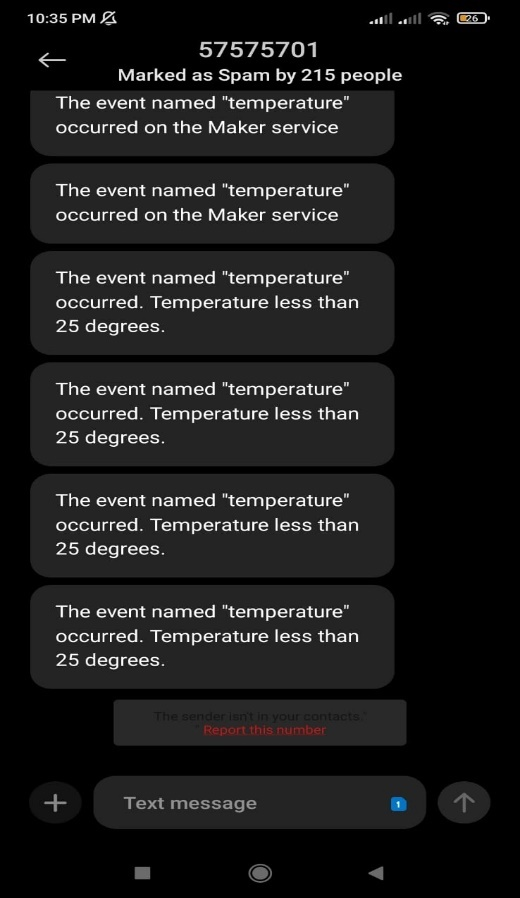 10:35 PM
26
57575701
Marked as Spam by 215 people
The event named "temperature"
occurred on the Maker service
The event named "temperature"
occurred on the Maker service
The event named "temperature"
occurred. Temperature less than
25 degrees.
The event named "temperature"
occurred. Temperature less than
25 degrees.
The event named "temperature"
occurred. Temperature less than
25 degrees.
The event named "temperature"
occurred. Temperature less than
25 degrees.
The sender isn't in your contacts.
Report this number
Text message
1